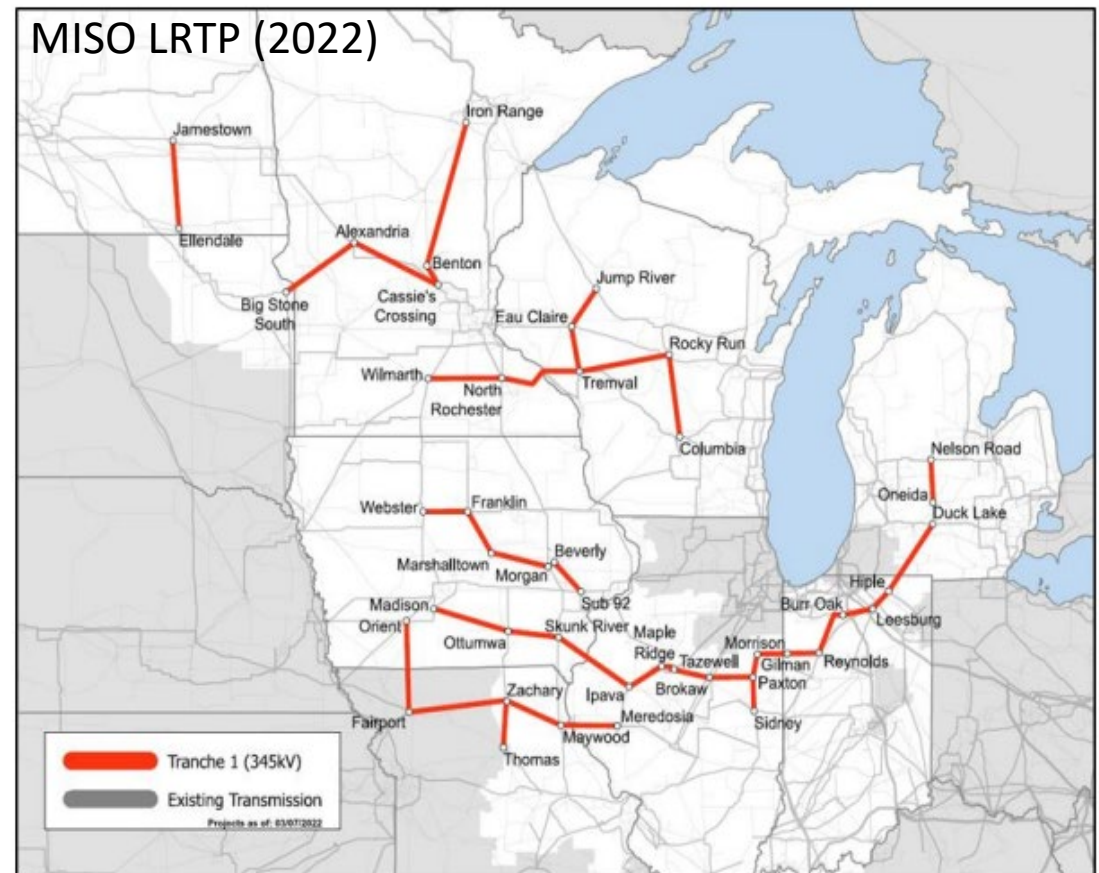 MISO LRTP (2022)
Iron Range
Jamestown
Ellendale
Alexandria
Benton
Big Stone
South
Cassie's
Crossing
Jump River
Eau Claire
Rocky Run
Wilmarth
North
Rochester
Tremval
Columbia
Nelson Road
Oneida
Duck Lake
Webster
Franklin
Marshalltown
Beverly
Morgan
Sub 92
Hiple
Burr Oak
Leesburg
Madison
Orient
Ottumwa
Skunk River
Maple
Ridge
Tazewell
Morrison
Gilman
Reynolds
Paxton
Brokaw
Ipava
Sidney
Zachary
Fairport
Meredosia
Maywood
Thomas
Tranche 1 (345kV)
Existing Transmission
Projects as of: 03/07/2022